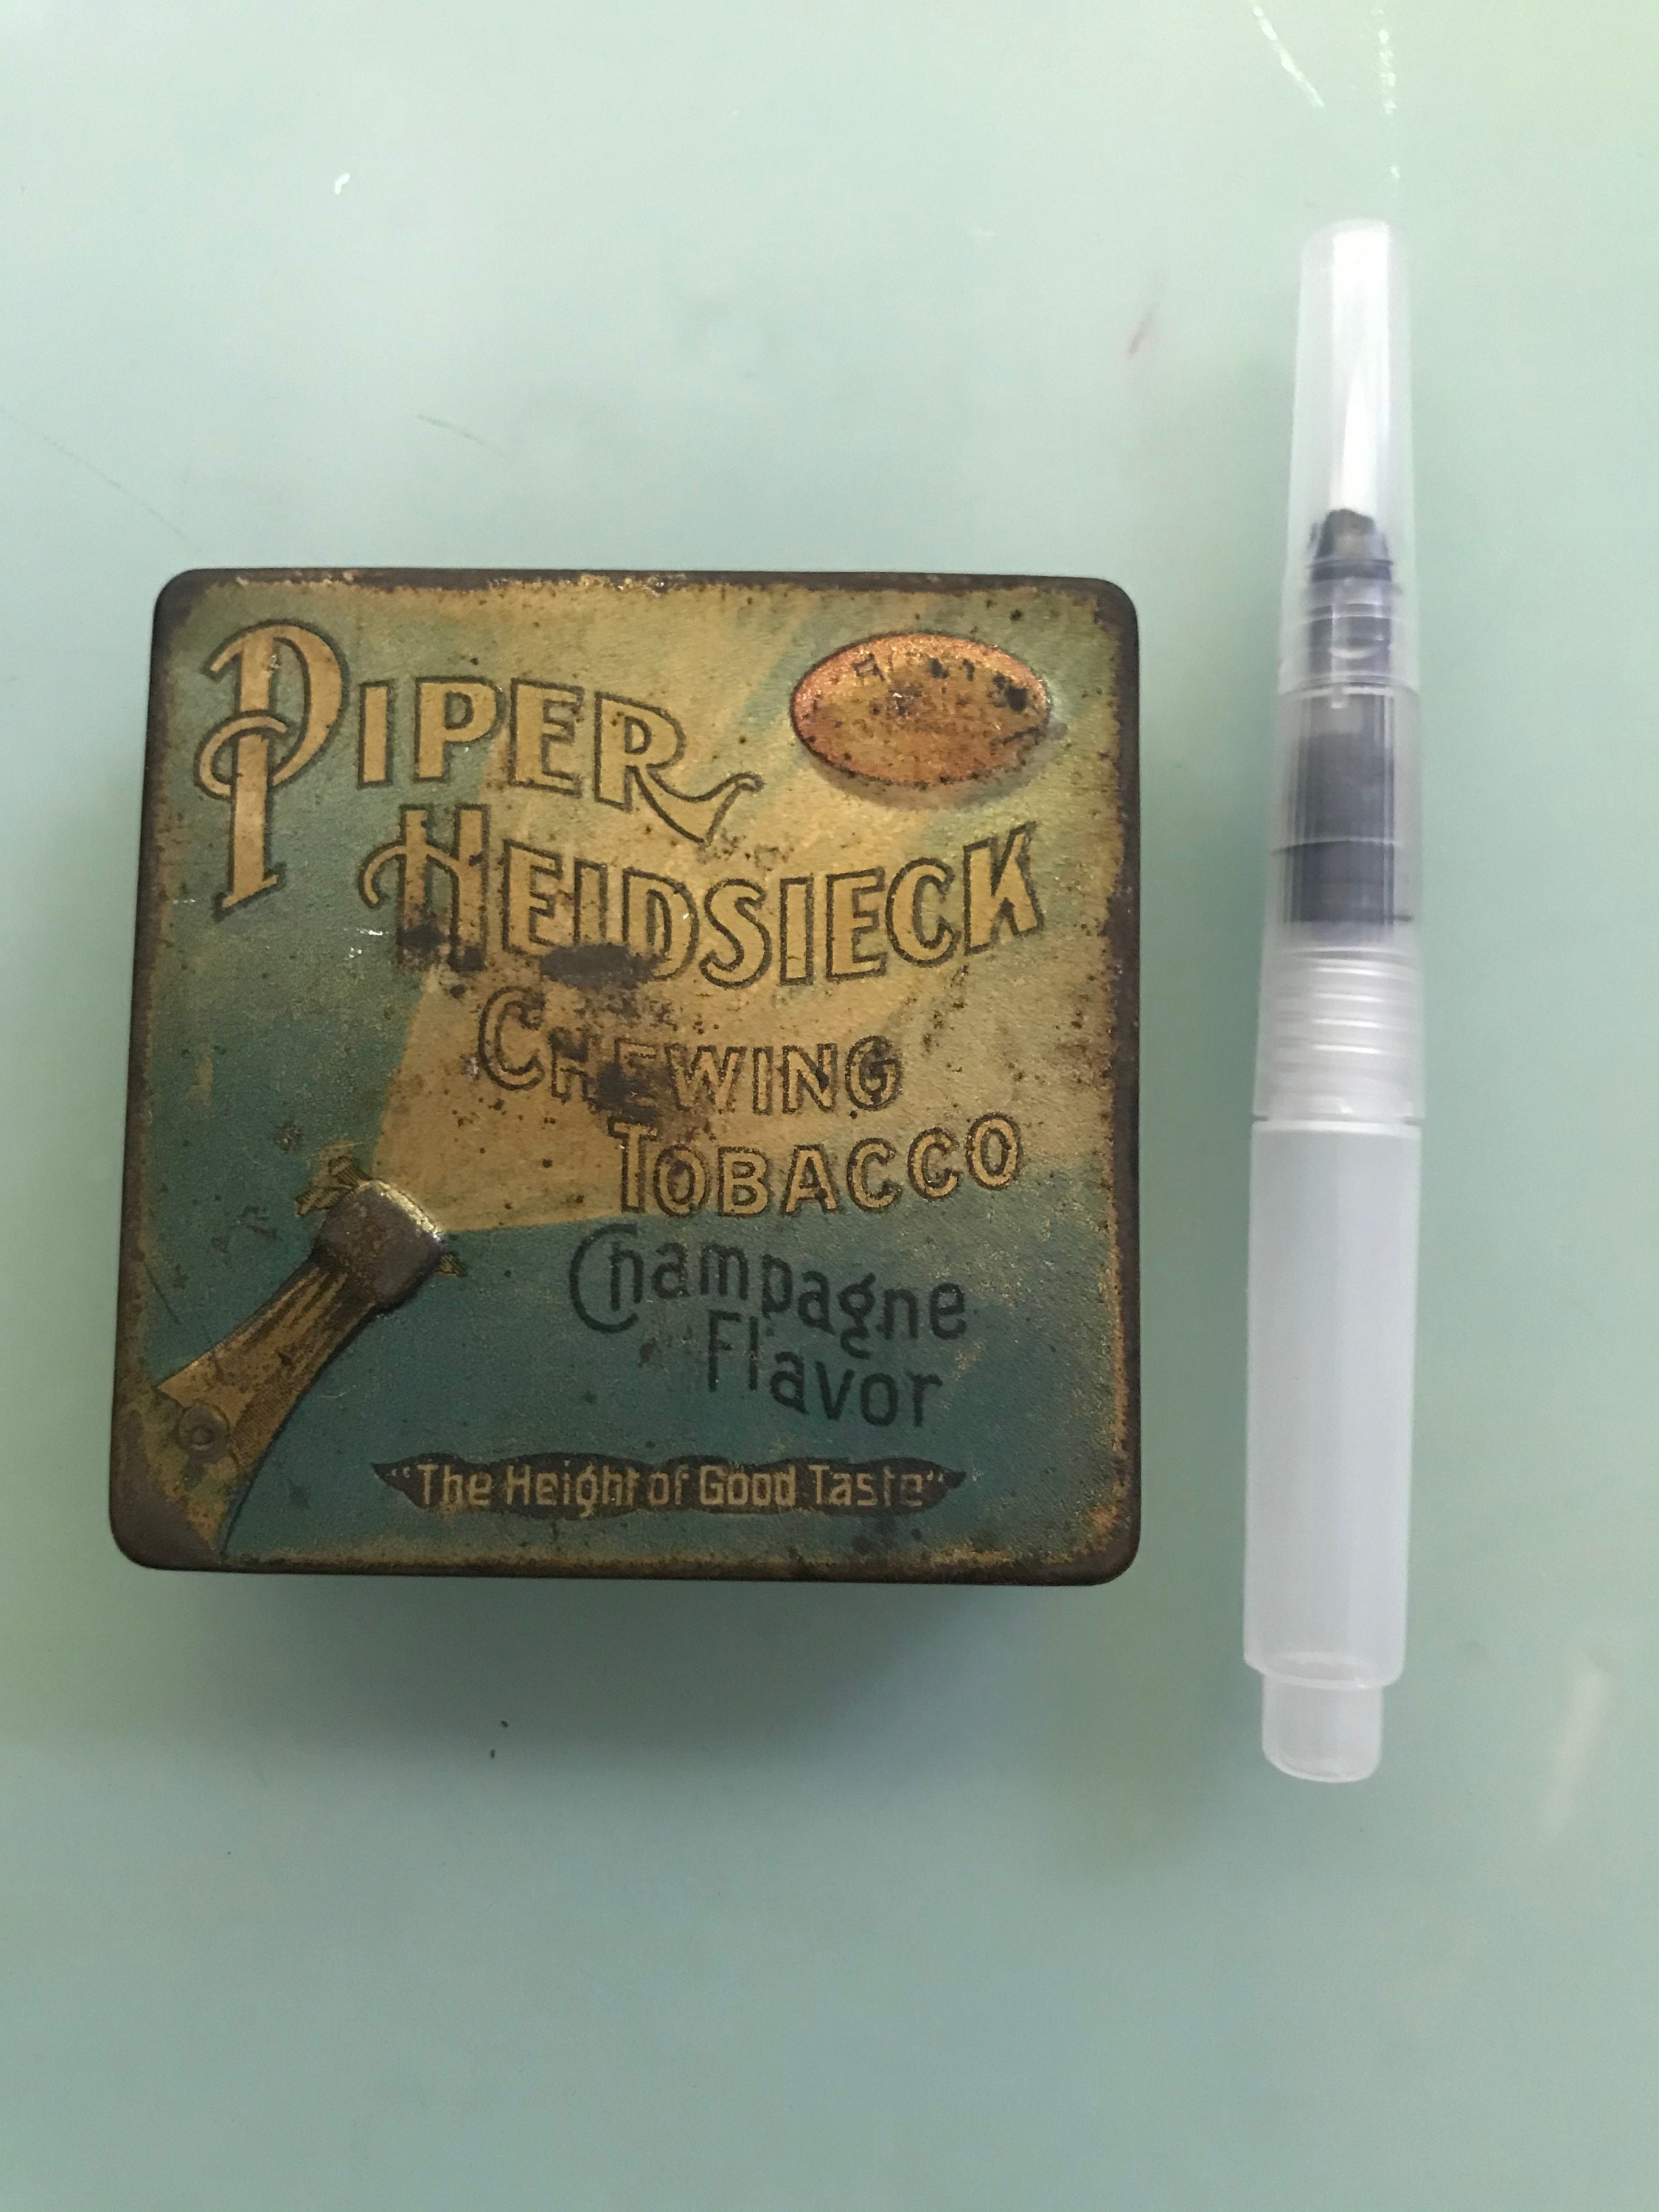 PIPER
HEIDSIECK
CHEWING
TOBACCO
Champagne
Flavor
"The Height of Good Taste"